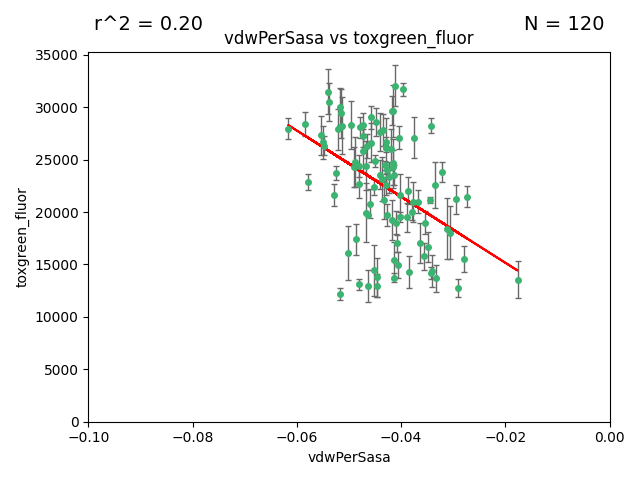 r^2 = 0.20
N = 120
vdwPerSasa vs toxgreen_fluor
35000
30000
25000
20000
15000
10000
5000
0
toxgreen_fluor
−0.10
−0.08
−0.06
−0.04
−0.02
0.00
vdwPerSasa